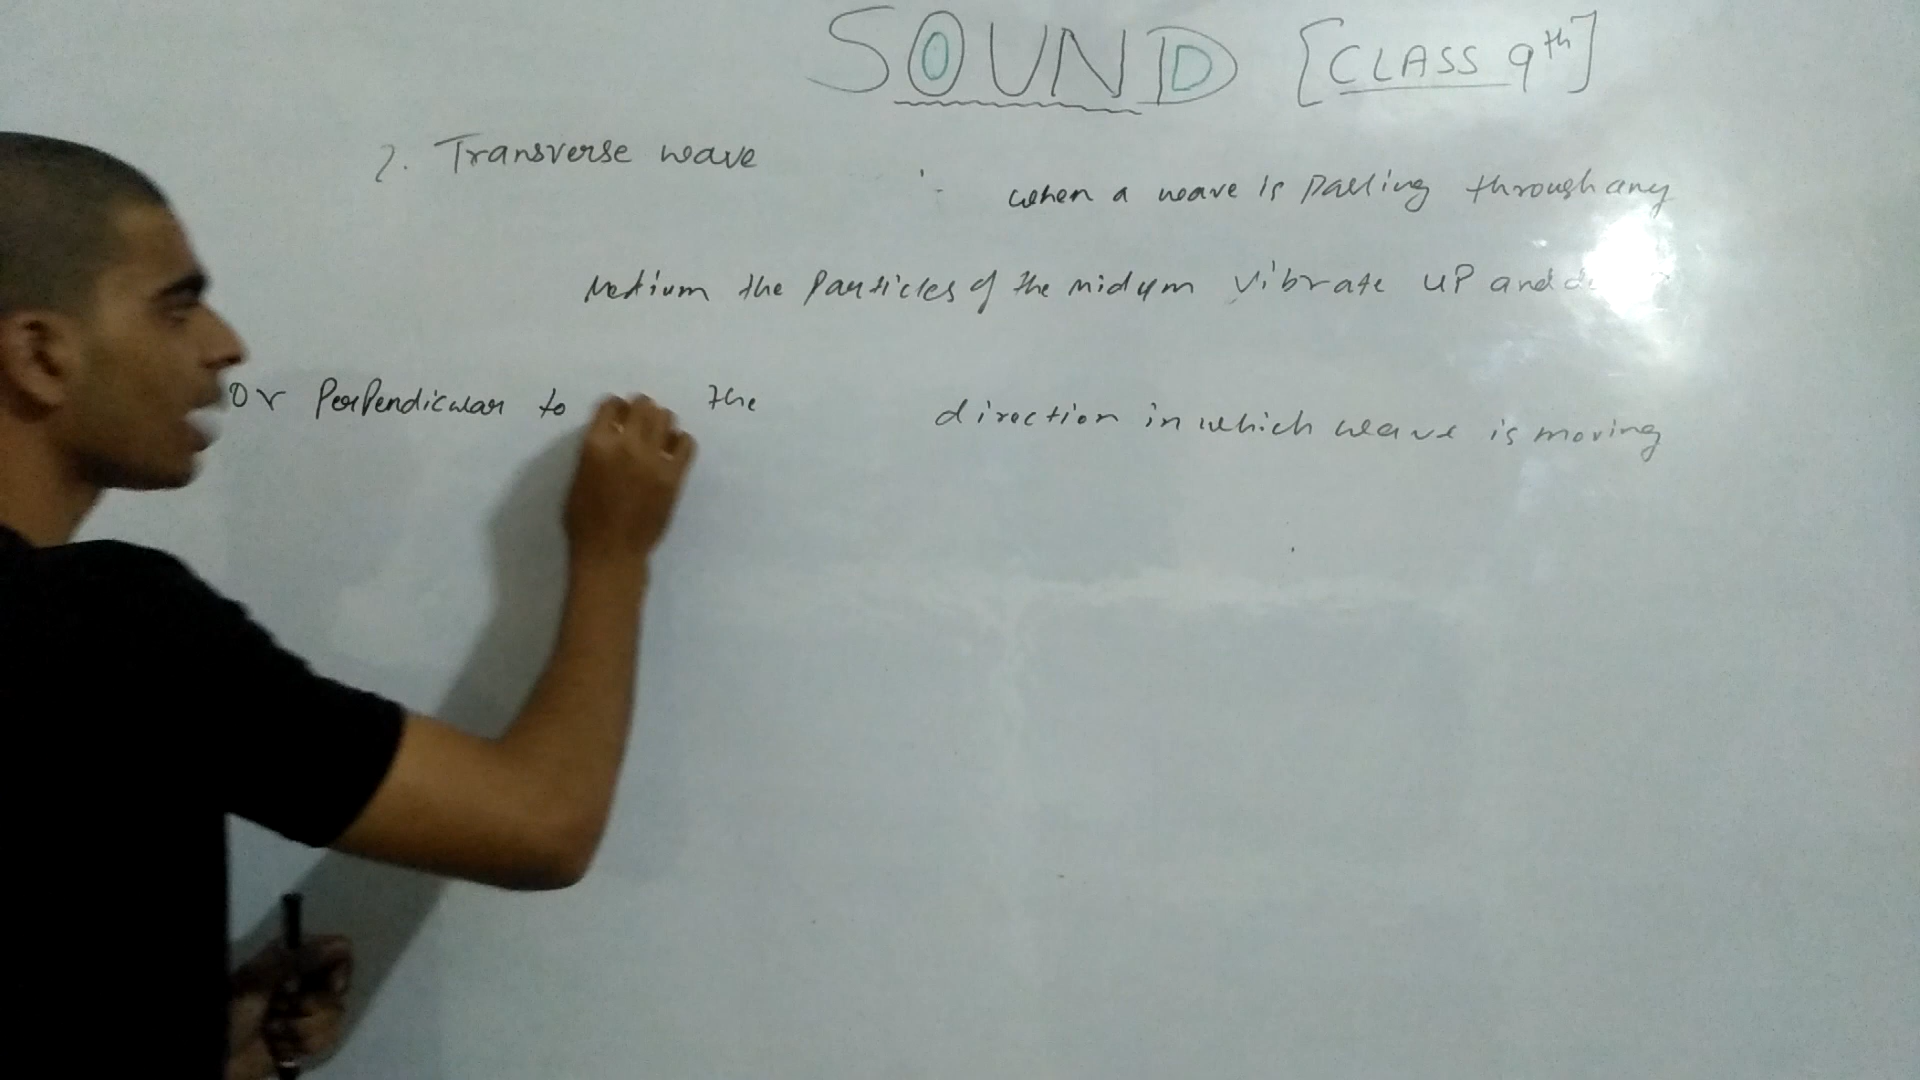 SOUND [CLASS 9th]
2. Transverse wave :- when a wave is passing through any
Medium the Particles of the midyum vibrate UP and
Or Perpendicular to the direction in which wave is moving